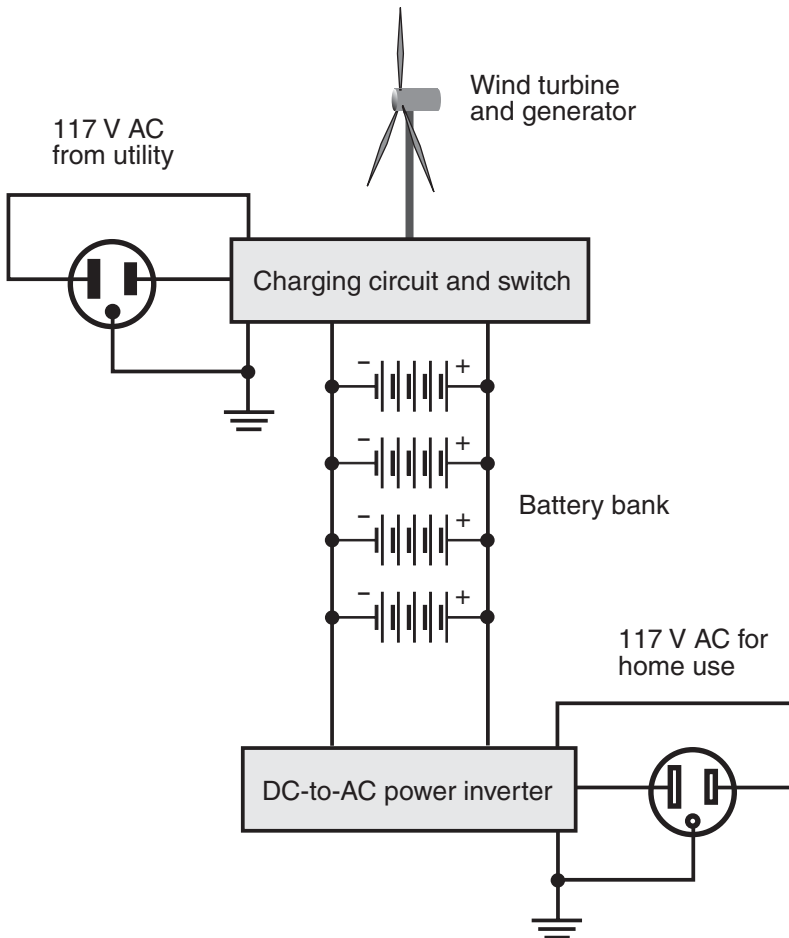 Wind turbine
and generator
117 V AC
from utility
Charging circuit and switch
− +
− +
− +
− +
Battery bank
117 V AC for
home use
DC-to-AC power inverter